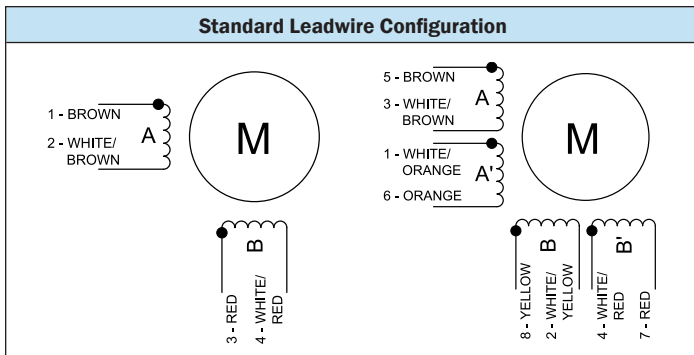 Standard Leadwire Configuration
1 - BROWN
2 - WHITE/
BROWN
A
M
B
3 - RED
4 - WHITE/
RED
5 - BROWN
3 - WHITE/
BROWN
A
1 - WHITE/
ORANGE
6 - ORANGE
A'
M
B
B'
8 - YELLOW
2 - WHITE/
YELLOW
4 - WHITE/
RED
7 - RED